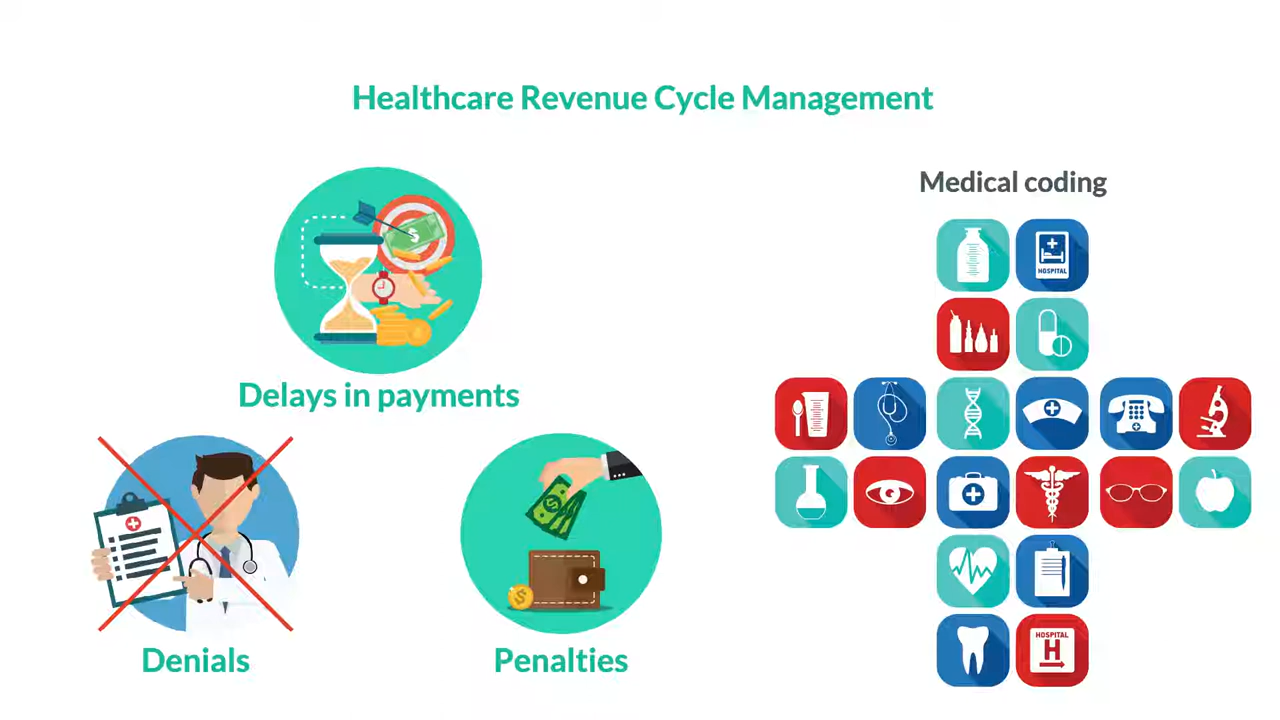 Healthcare Revenue Cycle Management
Medical coding
HOSPITAL
$
Delays in payments
$
Denials
Penalties
HOSPITAL
H